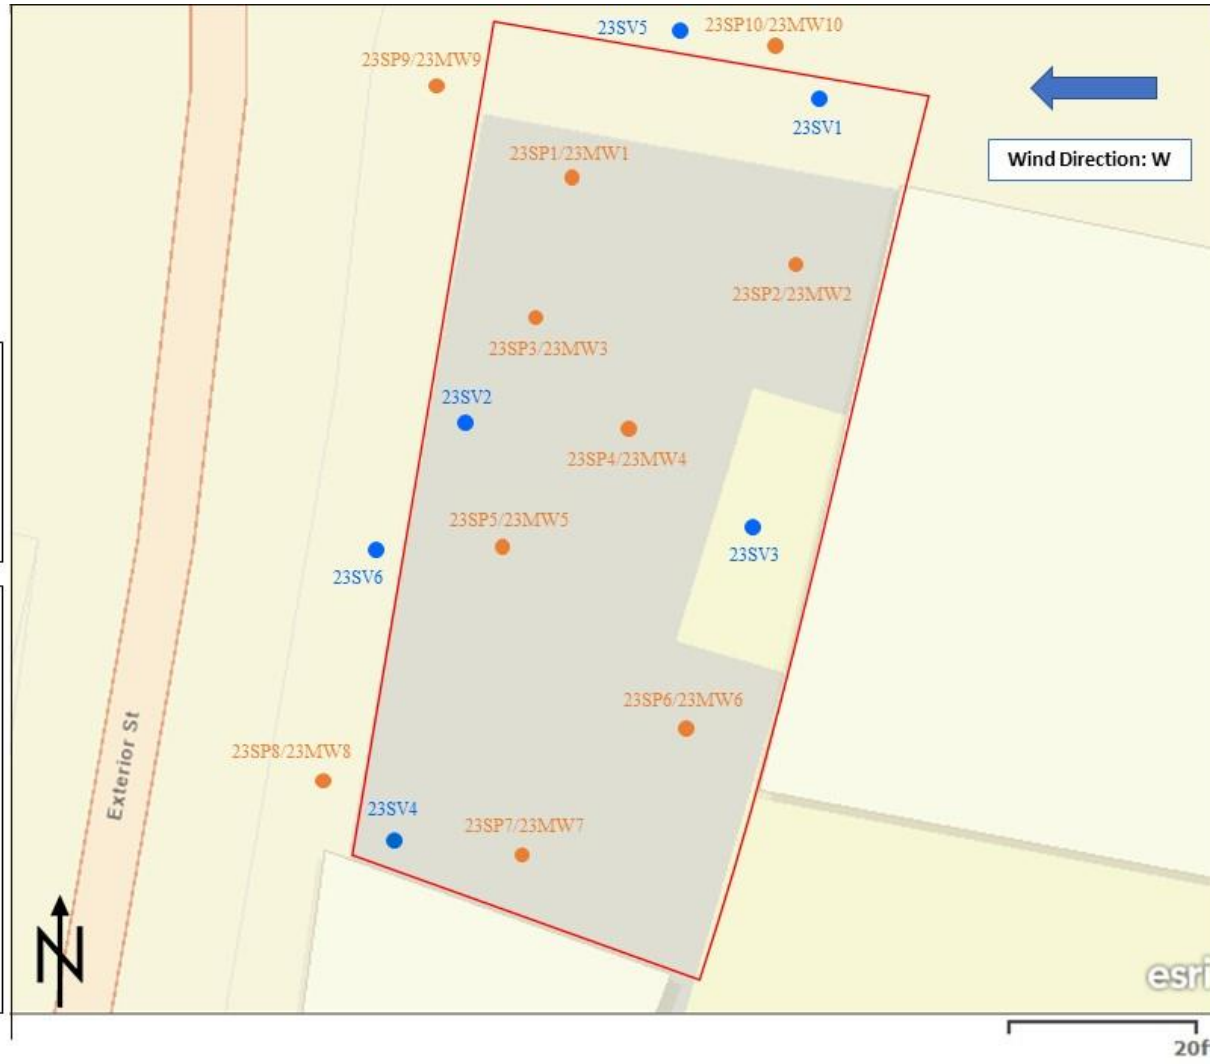 23SV5
23SP10/23MW10
23SP9/23MW9
23SV1
Wind Direction: W
23SP1/23MW1
23SP2/23MW2
23SP3/23MW3
23SV2
23SP4/23MW4
23SP5/23MW5
23SV3
23SV6
23SP6/23MW6
Exterior St
23SP8/23MW8
23SV4
23SP7/23MW7
N
esri
20f